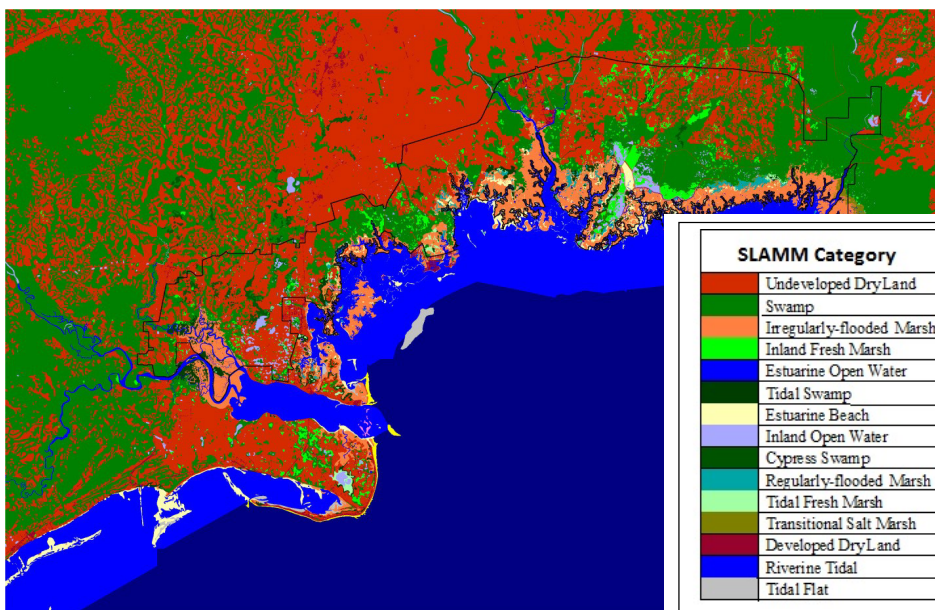 SLAMM Category
Undeveloped DryLand
Swamp
Irregularly-flooded Marsh
Inland Fresh Marsh
Estuarine Open Water
Tidal Swamp
Estuarine Beach
Inland Open Water
Cypress Swamp
Regularly-flooded Marsh
Tidal Fresh Marsh
Transitional Salt Marsh
Developed DryLand
Riverine Tidal
Tidal Flat